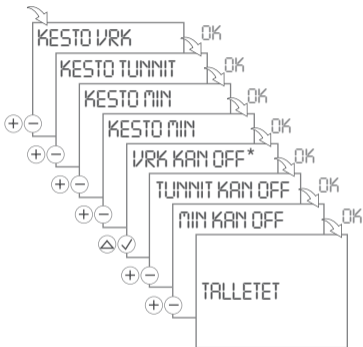 KESTO VRK
OK
KESTO TUNNIT
OK
KESTO MIN
OK
KESTO MIN
OK
VRK KAN OFF*
OK
TUNNIT KAN OFF
OK
MIN KAN OFF
OK
TALLETET